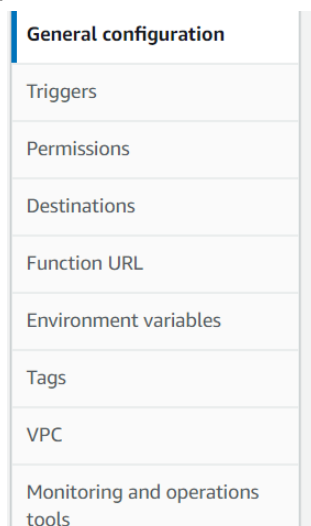 General configuration
Triggers
Permissions
Destinations
Function URL
Environment variables
Tags
VPC
Monitoring and operations
tools